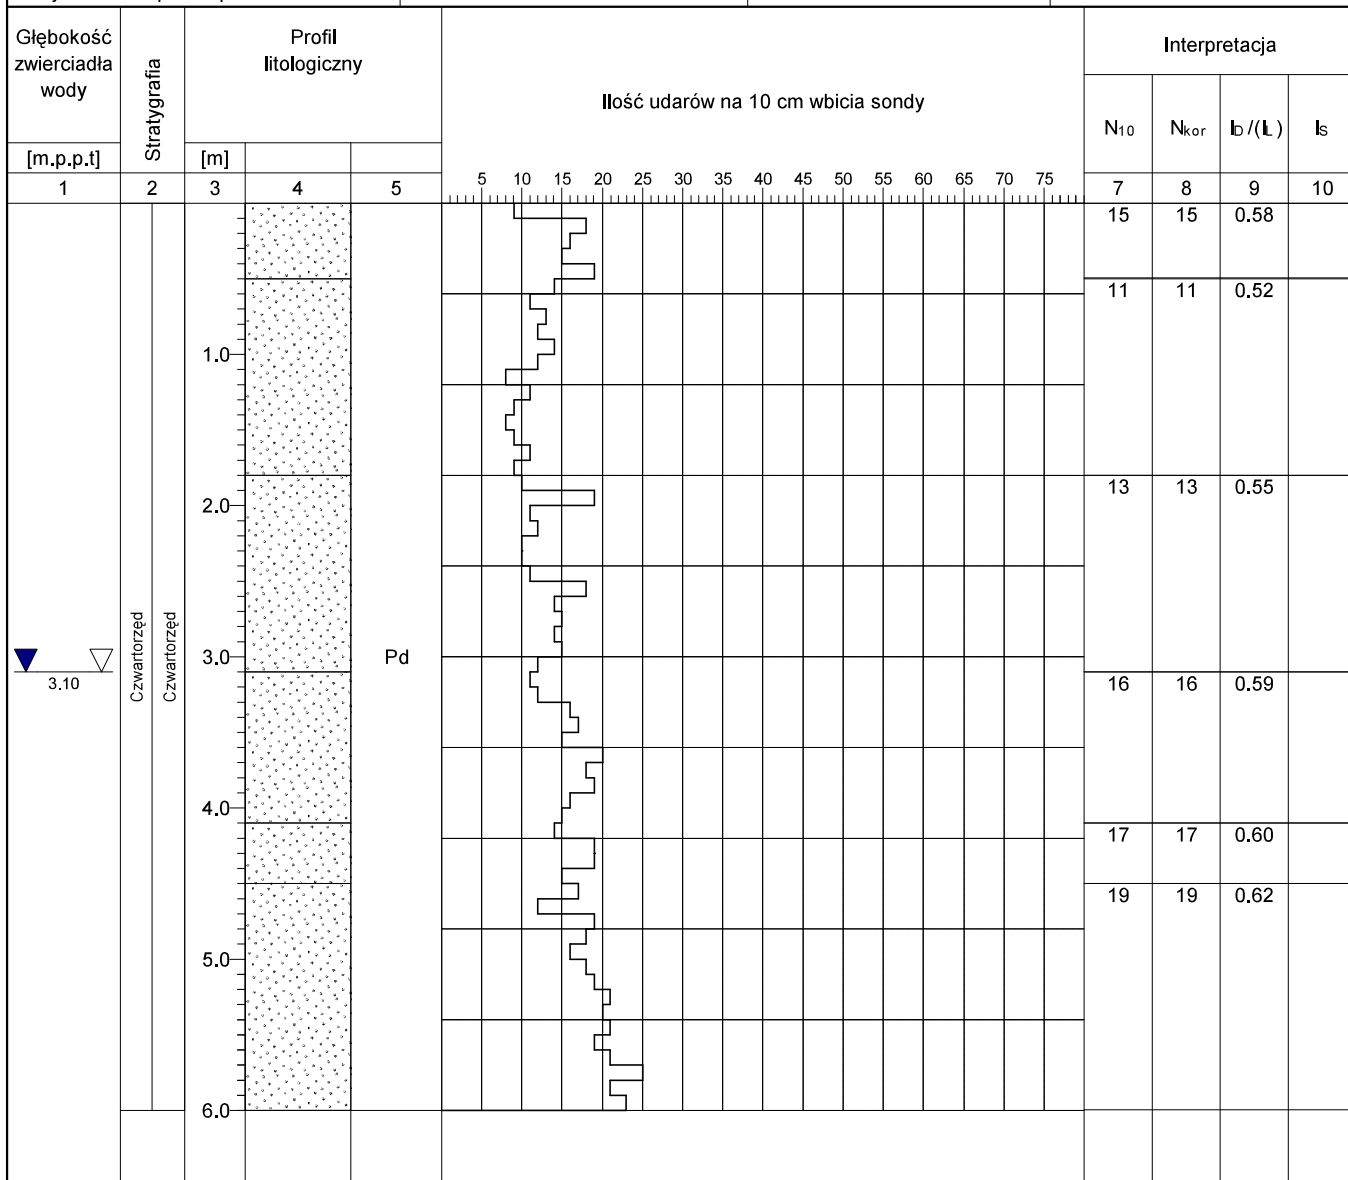 Głębokość
zwierciadła
wody
[m.p.p.t]
Stratygrafia
Profil
litologiczny
[m]
Ilość udarów na 10 cm wbicia sondy
Interpretacja
N10 Nkor ID/(IL) IS
1 2 3 4 5 7 8 9 10
5 10 15 20 25 30 35 40 45 50 55 60 65 70 75
15 15 0.58
11 11 0.52
1.0
13 13 0.55
2.0
Czwartorzęd
Czwartorzęd
3.0
Pd
3.10
16 16 0.59
4.0
17 17 0.60
19 19 0.62
5.0
6.0